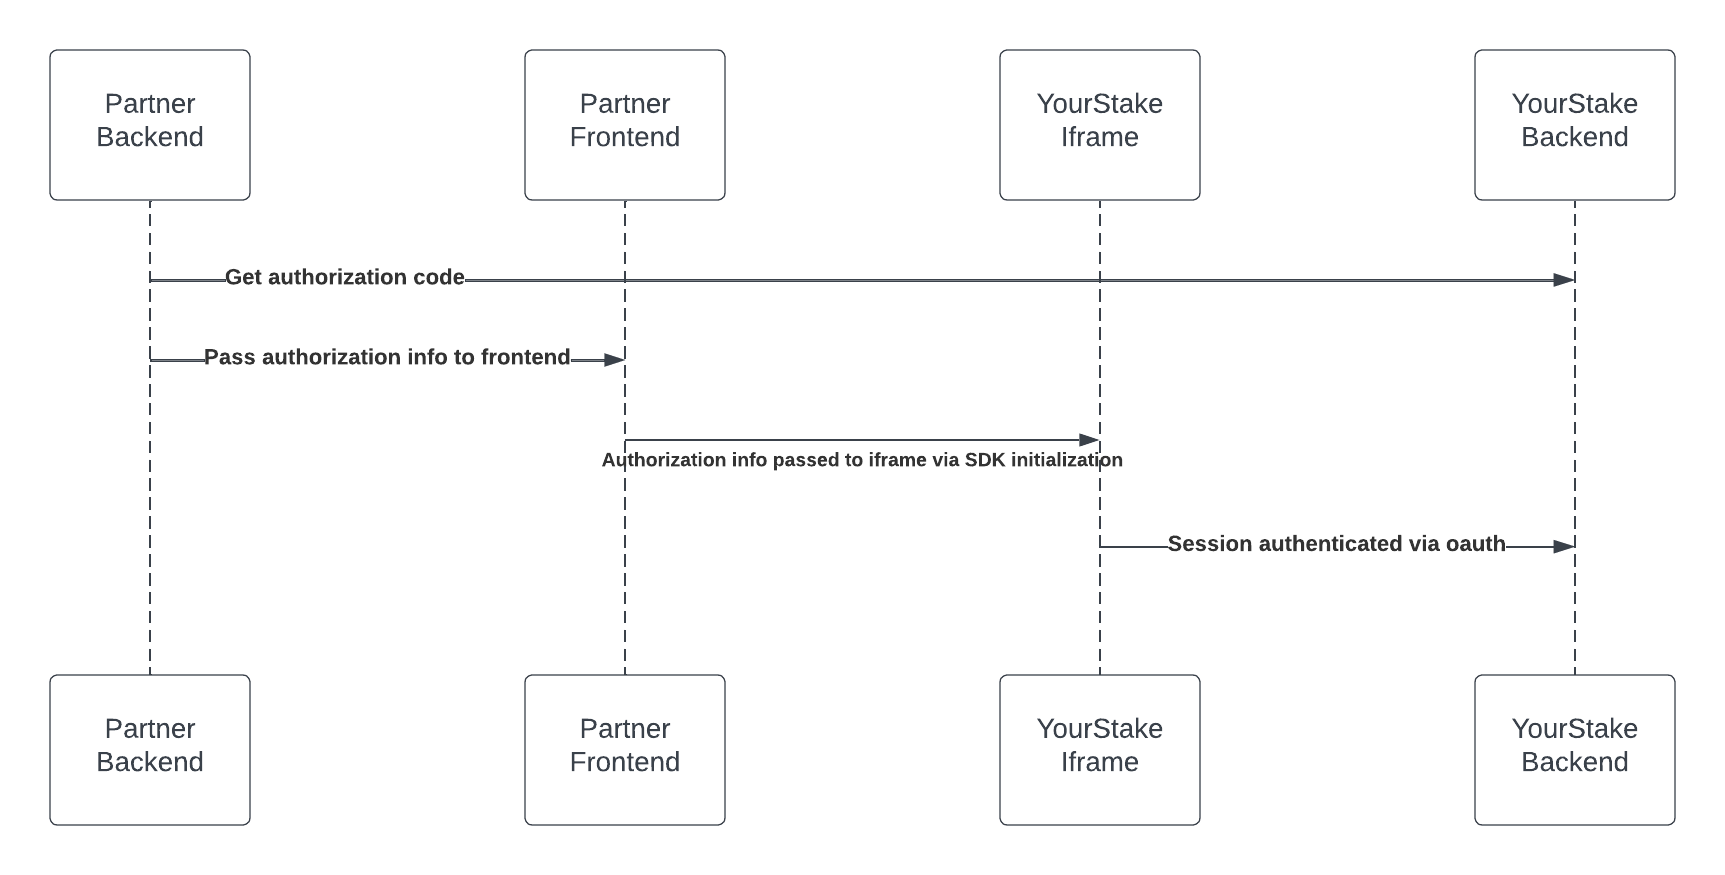 Partner
Backend
Partner
Frontend
YourStake
Iframe
YourStake
Backend
Get authorization code
Pass authorization info to frontend
Authorization info passed to iframe via SDK initialization
Session authenticated via oauth
Partner
Backend
Partner
Frontend
YourStake
Iframe
YourStake
Backend